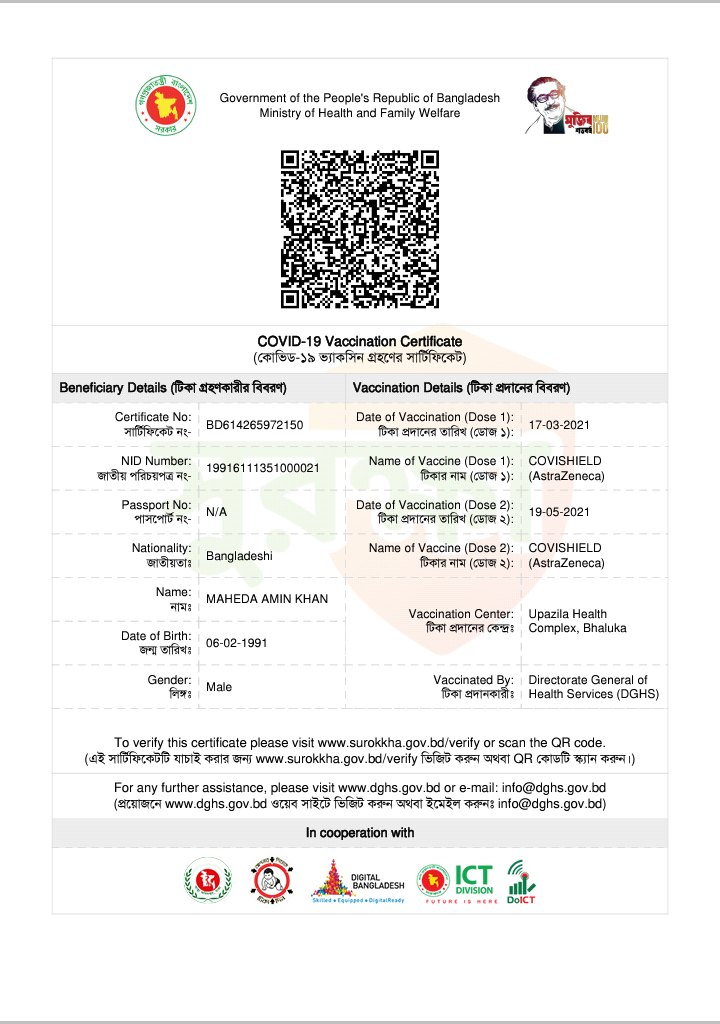 গণপ্রজাতন্ত্রী বাংলাদেশ
সরকার
Government of the People's Republic of Bangladesh
Ministry of Health and Family Welfare
মুজিব
শতবর্ষ 100
COVID-19 Vaccination Certificate
(কোভিড-১৯ ভ্যাকসিন গ্রহণের সার্টিফিকেট)
Beneficiary Details (টিকা গ্রহণকারীর বিবরণ)
Vaccination Details (টিকা প্রদানের বিবরণ)
Certificate No: BD614265972150
সার্টিফিকেট নং-
Date of Vaccination (Dose 1): 17-03-2021
টিকা প্রদানের তারিখ (ডোজ ১):
NID Number: 19916111351000021
জাতীয় পরিচয়পত্র নং-
Name of Vaccine (Dose 1): COVISHIELD
টিকার নাম (ডোজ ১): (AstraZeneca)
Passport No: N/A
পাসপোর্ট নং-
Date of Vaccination (Dose 2): 19-05-2021
টিকা প্রদানের তারিখ (ডোজ ২):
Nationality: Bangladeshi
জাতীয়তাঃ
Name of Vaccine (Dose 2): COVISHIELD
টিকার নাম (ডোজ ২): (AstraZeneca)
Name: MAHEDA AMIN KHAN
নামঃ
Date of Birth: 06-02-1991
জন্ম তারিখঃ
Vaccination Center: Upazila Health
টিকা প্রদানের কেন্দ্রঃ Complex, Bhaluka
Gender: Male
লিঙ্গঃ
Vaccinated By: Directorate General of
টিকা প্রদানকারীঃ Health Services (DGHS)
সুরক্ষা
To verify this certificate please visit www.surokkha.gov.bd/verify or scan the QR code.
(এই সার্টিফিকেটটি যাচাই করার জন্য www.surokkha.gov.bd/verify ভিজিট করুন অথবা QR কোডটি স্ক্যান করুন।)
For any further assistance, please visit www.dghs.gov.bd or e-mail: info@dghs.gov.bd
(প্রয়োজনে www.dghs.gov.bd ওয়েব সাইটে ভিজিট করুন অথবা ইমেইল করুনঃ info@dghs.gov.bd)
In cooperation with
DIGITAL
BANGLADESH
Skilled • Equipped • DigitalReady
ICT
DIVISION
FUTURE IS HERE
DoICT